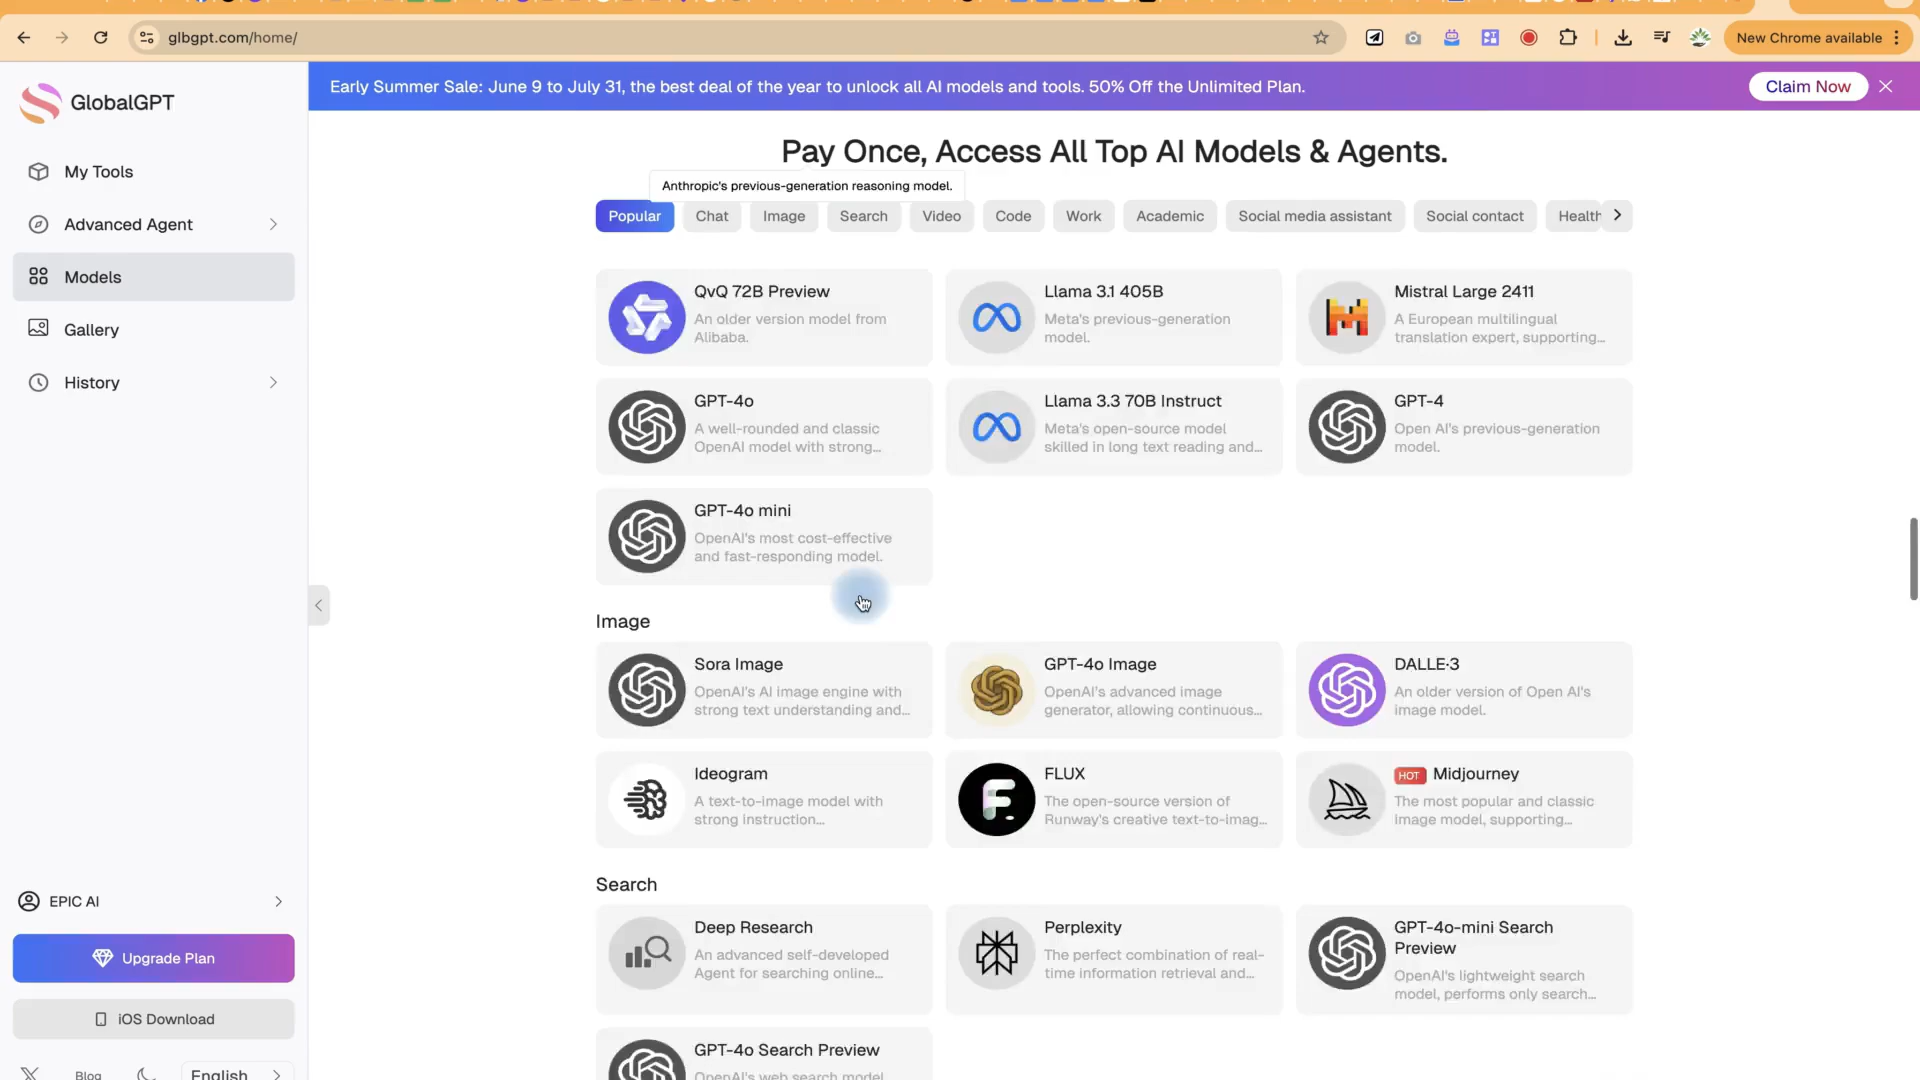 glbgpt.com/home/
New Chrome available
GlobalGPT
Early Summer Sale: June 9 to July 31, the best deal of the year to unlock all AI models and tools. 50% Off the Unlimited Plan.
Claim Now
My Tools
Advanced Agent
Models
Gallery
History
EPIC AI
Upgrade Plan
iOS Download
Blog
English
Pay Once, Access All Top AI Models & Agents.
Anthropic's previous-generation reasoning model.
Popular
Chat
Image
Search
Video
Code
Work
Academic
Social media assistant
Social contact
Health
QvQ 72B Preview
An older version model from
Alibaba.
Llama 3.1 405B
Meta's previous-generation
model.
Mistral Large 2411
A European multilingual
translation expert, supporting...
GPT-4o
A well-rounded and classic
OpenAI model with strong...
Llama 3.3 70B Instruct
Meta's open-source model
skilled in long text reading and...
GPT-4
Open AI's previous-generation
model.
GPT-4o mini
OpenAI's most cost-effective
and fast-responding model.
Image
Sora Image
OpenAI's AI image engine with
strong text understanding and...
GPT-4o Image
OpenAI's advanced image
generator, allowing continuous...
DALLE·3
An older version of Open AI's
image model.
Ideogram
A text-to-image model with
strong instruction...
FLUX
The open-source version of
Runway's creative text-to-imag...
HOT Midjourney
The most popular and classic
image model, supporting...
Search
Deep Research
An advanced self-developed
Agent for searching online...
Perplexity
The perfect combination of real-
time information retrieval and...
GPT-4o-mini Search
Preview
OpenAI's lightweight search
model, performs only search...
GPT-4o Search Preview
OpenAI's web search model